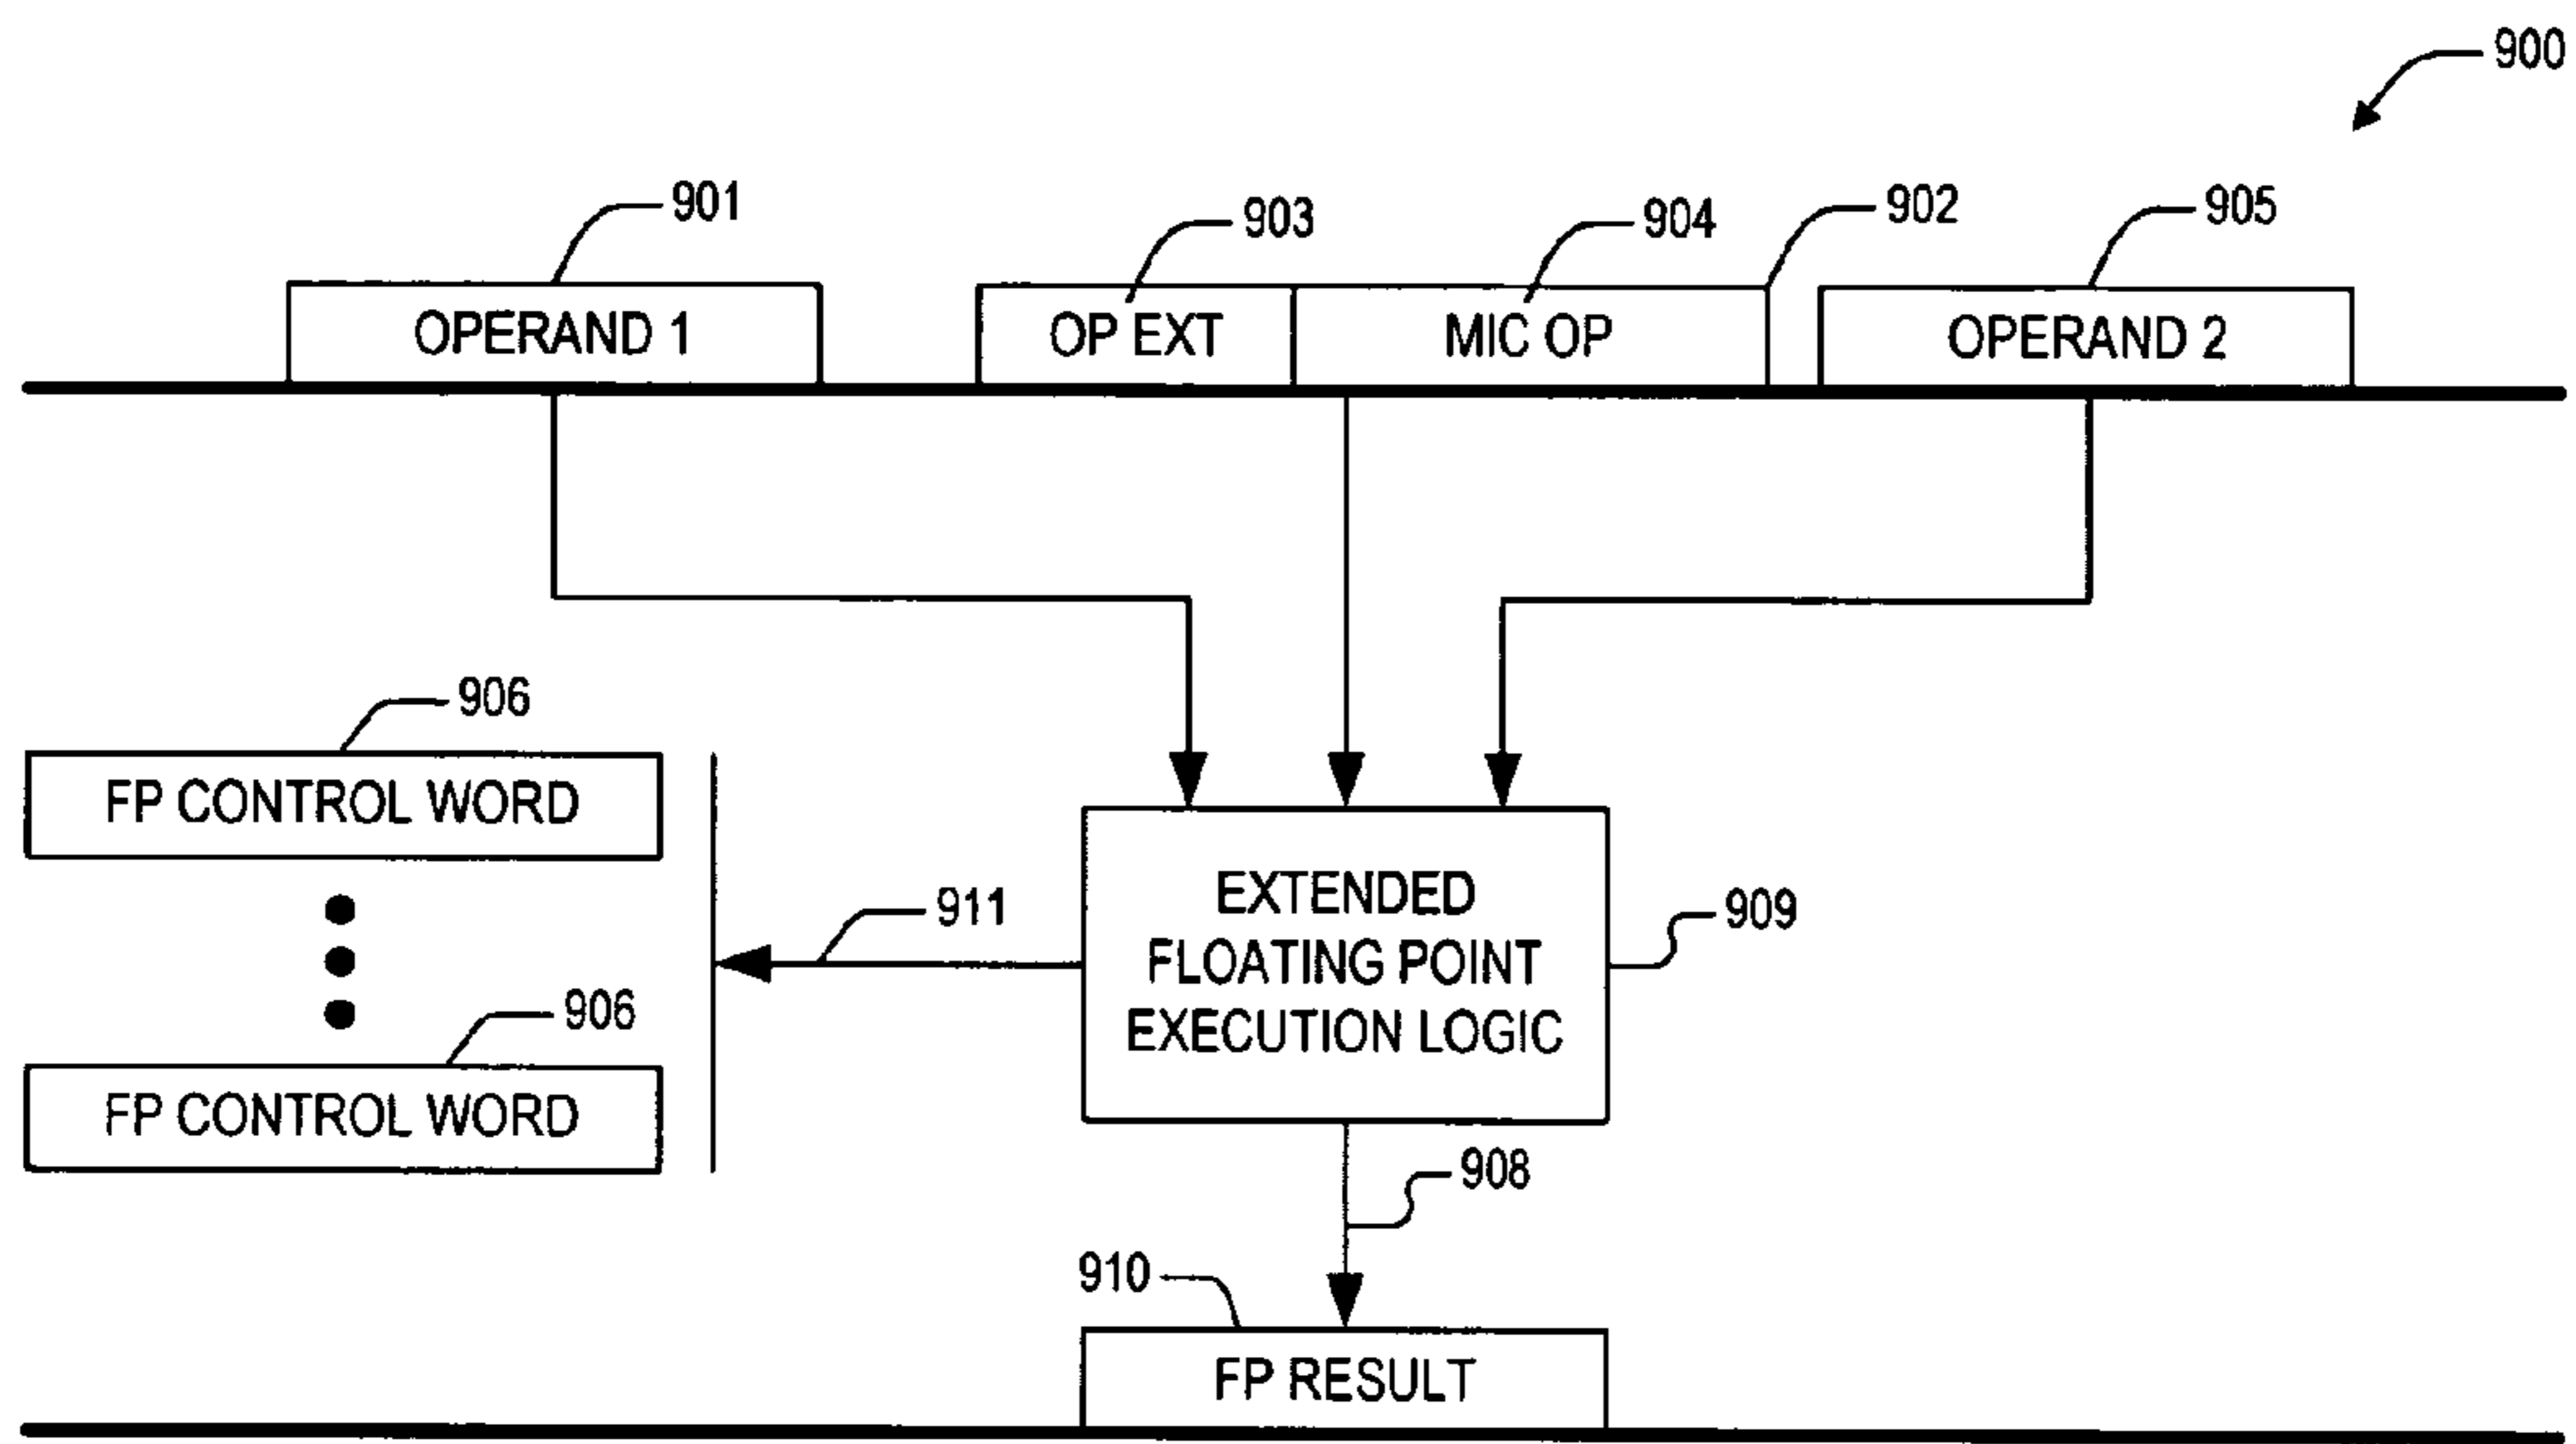 900
901
903
904
902
905
OPERAND 1
OP EXT
MIC OP
OPERAND 2
906
FP CONTROL WORD
911
EXTENDED
FLOATING POINT
EXECUTION LOGIC
909
906
FP CONTROL WORD
908
910
FP RESULT